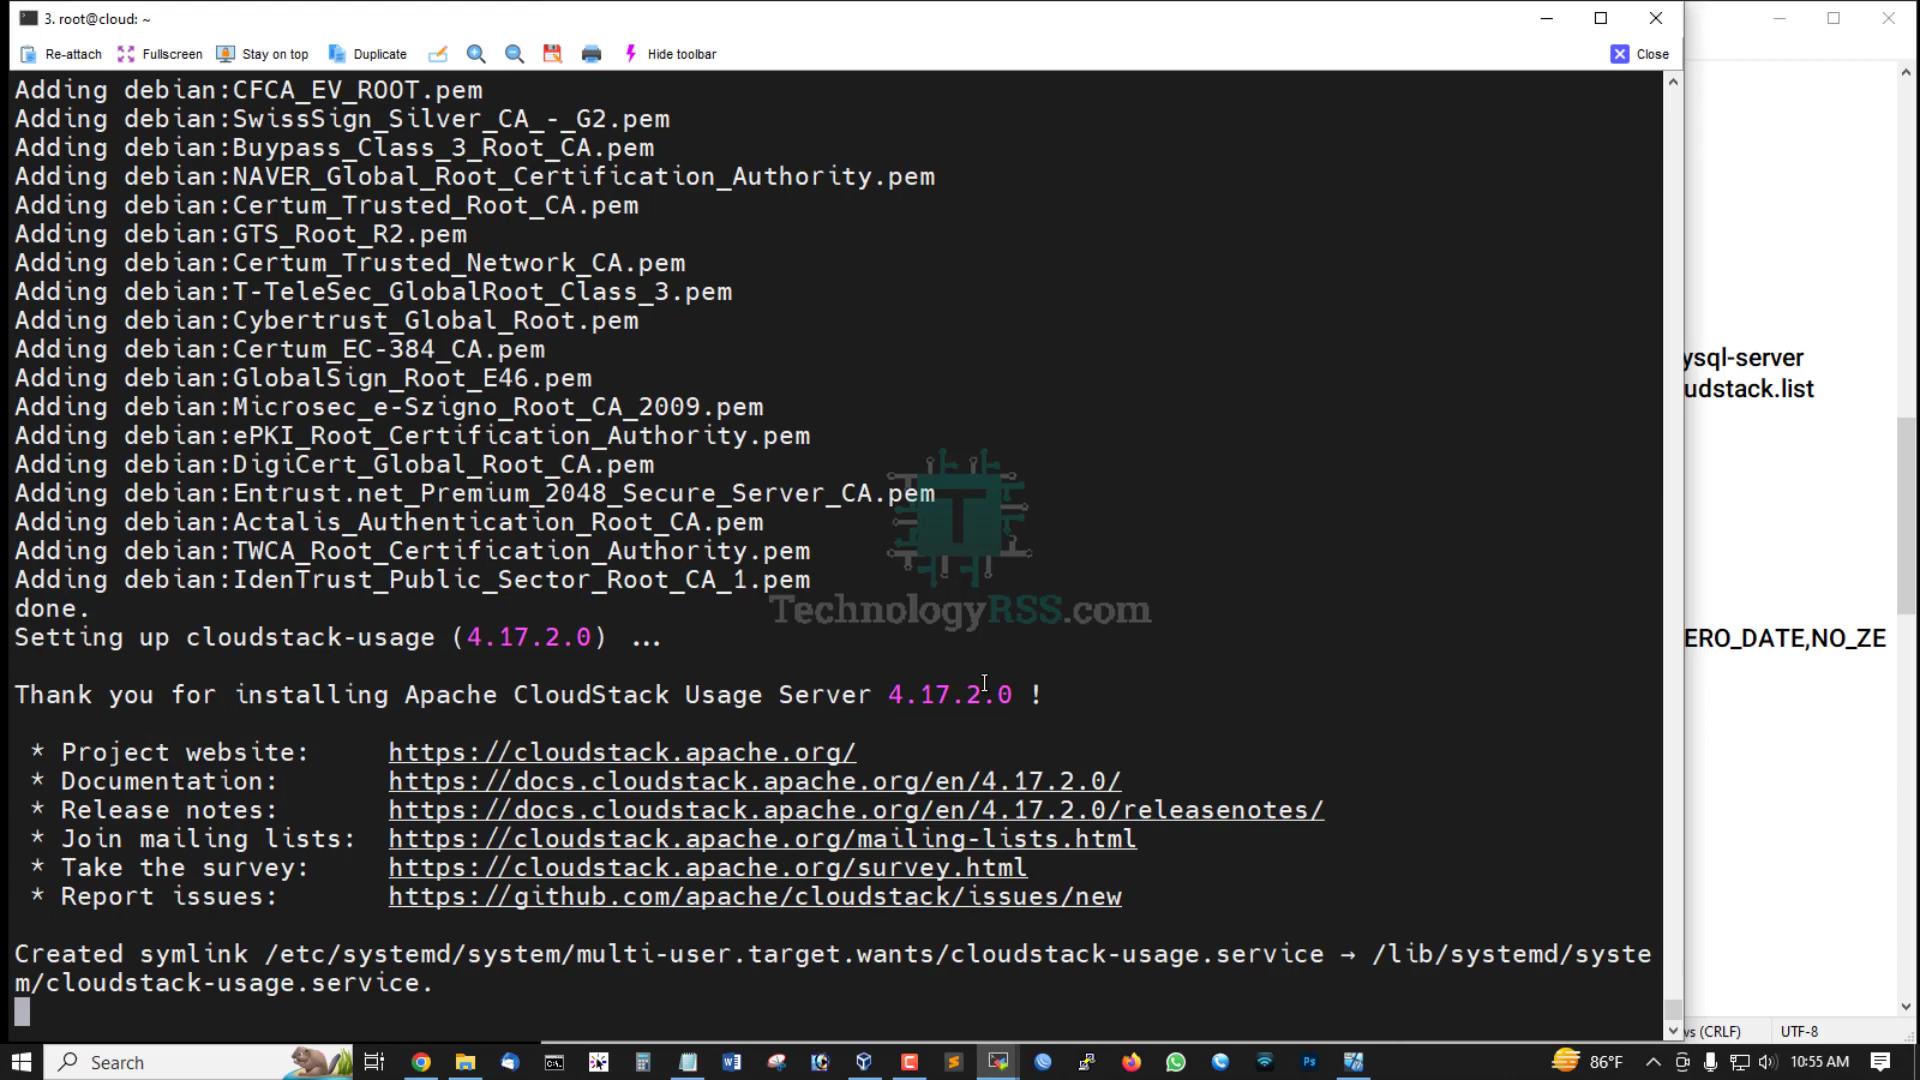 3. root@cloud: ~
Re-attach Fullscreen Stay on top Duplicate Hide toolbar Close
Adding debian:CFCA_EV_ROOT.pem
Adding debian:SwissSign_Silver_CA_-_G2.pem
Adding debian:Buypass_Class_3_Root_CA.pem
Adding debian:NAVER_Global_Root_Certification_Authority.pem
Adding debian:Certum_Trusted_Root_CA.pem
Adding debian:GTS_Root_R2.pem
Adding debian:Certum_Trusted_Network_CA.pem
Adding debian:T-TeleSec_GlobalRoot_Class_3.pem
Adding debian:Cybertrust_Global_Root.pem
Adding debian:Certum_EC-384_CA.pem
ysql-server
Adding debian:GlobalSign_Root_E46.pem
udstack.list
Adding debian:Microsec_e-Szigno_Root_CA_2009.pem
Adding debian:ePKI_Root_Certification_Authority.pem
Adding debian:DigiCert_Global_Root_CA.pem
Adding debian:Entrust.net_Premium_2048_Secure_Server_CA.pem
Adding debian:Actalis_Authentication_Root_CA.pem
Adding debian:TWCA_Root_Certification_Authority.pem
Adding debian:IdenTrust_Public_Sector_Root_CA_1.pem
done.
TechnologyRSS.com
Setting up cloudstack-usage (4.17.2.0) ...
ERO_DATE,NO_ZE
Thank you for installing Apache CloudStack Usage Server 4.17.2.0 !
* Project website: https://cloudstack.apache.org/
* Documentation: https://docs.cloudstack.apache.org/en/4.17.2.0/
* Release notes: https://docs.cloudstack.apache.org/en/4.17.2.0/releasenotes/
* Join mailing lists: https://cloudstack.apache.org/mailing-lists.html
* Take the survey: https://cloudstack.apache.org/survey.html
* Report issues: https://github.com/apache/cloudstack/issues/new
Created symlink /etc/systemd/system/multi-user.target.wants/cloudstack-usage.service → /lib/systemd/syste
m/cloudstack-usage.service.
ws (CRLF) UTF-8
Search 86°F 10:55 AM